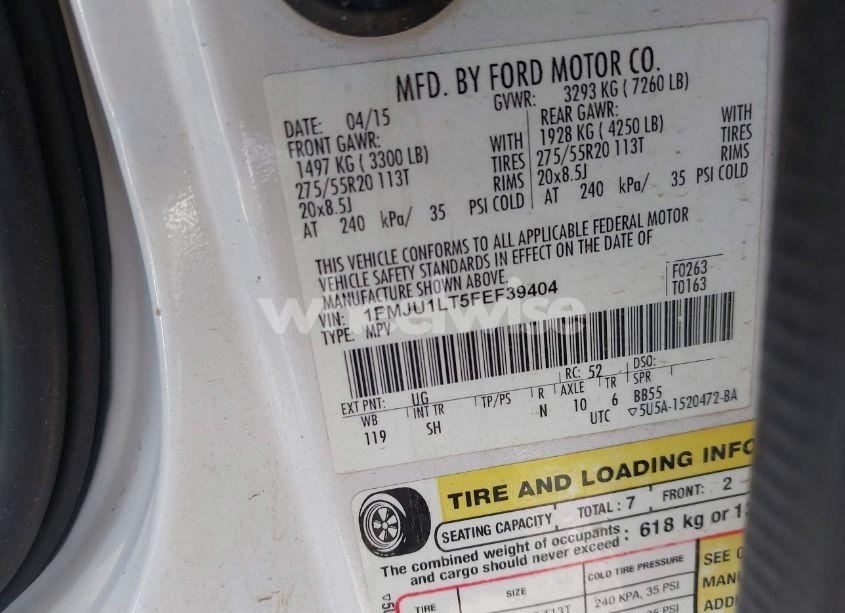 MFD. BY FORD MOTOR CO.
DATE: 04/15 GVWR: 3293 KG ( 7260 LB)
FRONT GAWR: REAR GAWR:
1497 KG ( 3300 LB) WITH 1928 KG ( 4250 LB) WITH
275/55R20 113T TIRES 275/55R20 113T TIRES
20x8.5J RIMS 20x8.5J RIMS
AT 240 kPa/ 35 PSI COLD AT 240 kPa/ 35 PSI COLD
THIS VEHICLE CONFORMS TO ALL APPLICABLE FEDERAL MOTOR
VEHICLE SAFETY STANDARDS IN EFFECT ON THE DATE OF
MANUFACTURE SHOWN ABOVE.
F0263
VIN: 1FMJU1LT5FEF39404 T0163
TYPE: MPV
EXT PNT: UG RC: 52 DSO:
WB INT TR TP/PS R AXLE TR SPR
119 SH N 10 6 BB55
UTC ▽5U5A-1520472-BA
TIRE AND LOADING INFO
SEATING CAPACITY TOTAL: 7 FRONT: 2
The combined weight of occupants
and cargo should never exceed : 618 kg or
TIRE SIZE COLD TIRE PRESSURE SEE
113T 240 KPA, 35 PSI MANU
PSI ADDI